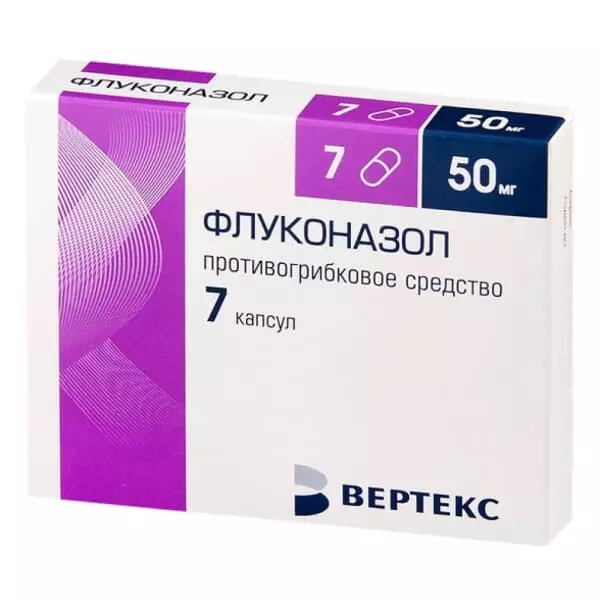 ФЛУКОНАЗОЛ
7
50 мг
7
50 мг
ФЛУКОНАЗОЛ
противогрибковое средство
7 капсул
ВЕРТЕКС